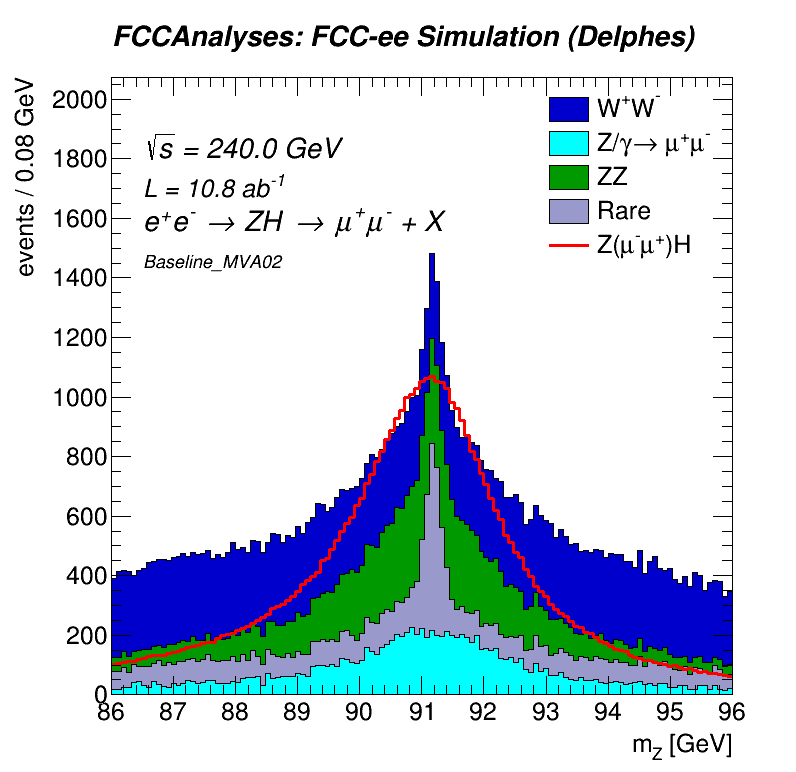 FCCAnalyses: FCC-ee Simulation (Delphes)
events / 0.08 GeV
2000
1800
1600
1400
1200
1000
800
600
400
200
0
√s = 240.0 GeV
L = 10.8 ab⁻¹
e⁺e⁻ → ZH → μ⁺μ⁻ + X
Baseline_MVA02
W⁺W⁻
Z/γ→ μ⁺μ⁻
ZZ
Rare
Z(μ⁻μ⁺)H
86 87 88 89 90 91 92 93 94 95 96
m_Z [GeV]